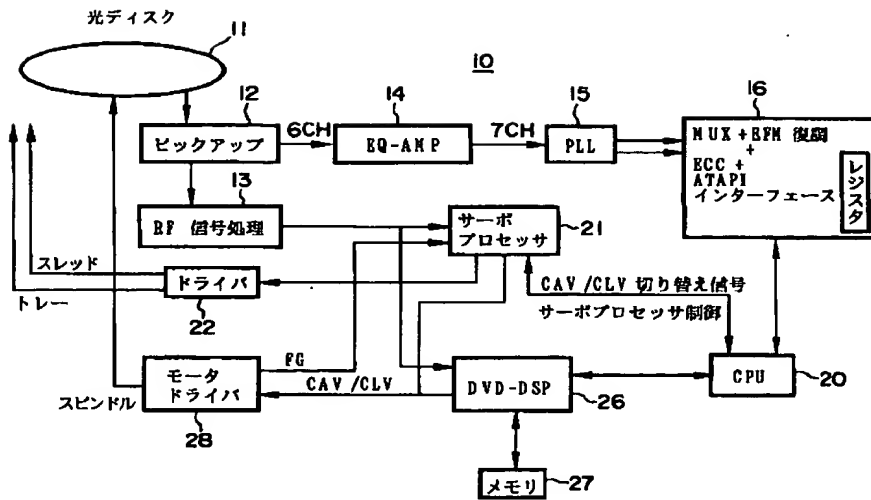 光ディスク
11
10
12
ピックアップ
6CH
14
EQ-AMP
7CH
15
PLL
16
MUX+EFM 復調
+
ECC +
ATAPI
インターフェース
レジスタ
13
RF 信号処理
サーボ
プロセッサ
21
スレッド
トレー
ドライバ
22
CAV/CLV 切り替え信号
サーボプロセッサ制御
FG
モータ
ドライバ
28
スピンドル
CAV/CLV
DVD-DSP
26
CPU
20
メモリ
27